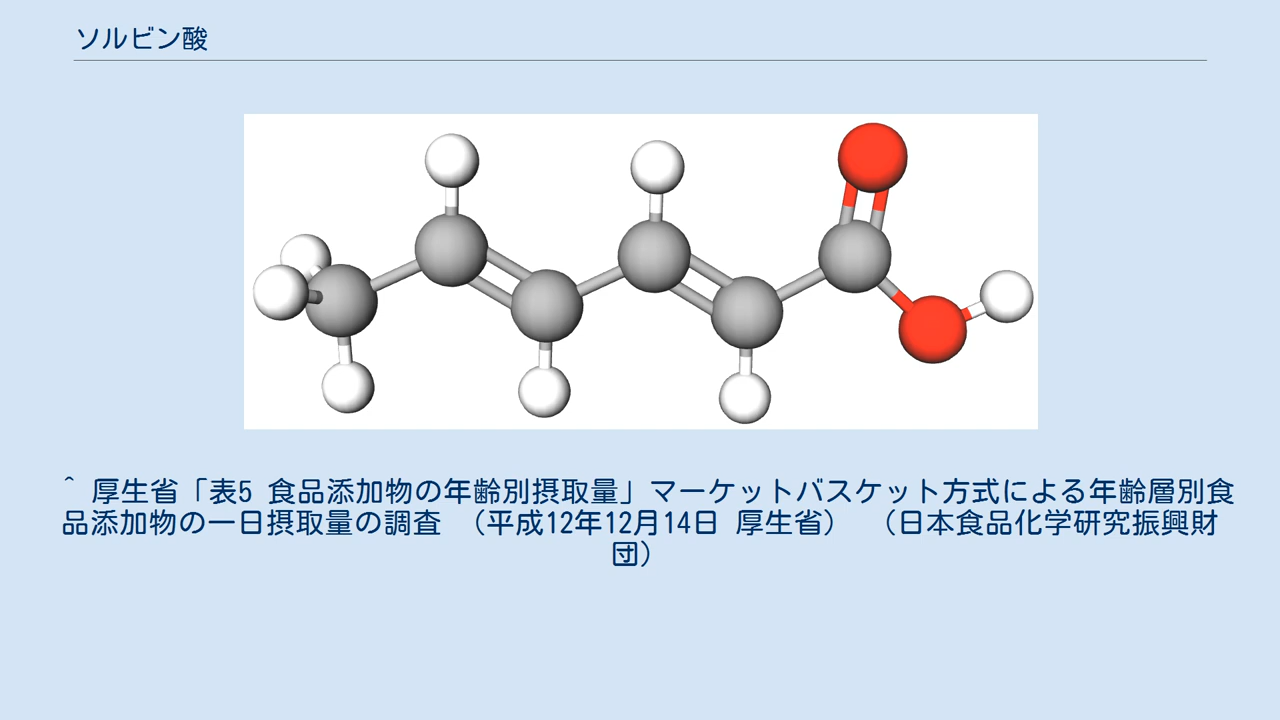 ソルビン酸
^ 厚生省「表5 食品添加物の年齢別摂取量」マーケットバスケット方式による年齢層別食
品添加物の一日摂取量の調査 （平成12年12月14日 厚生省） （日本食品化学研究振興財
団）